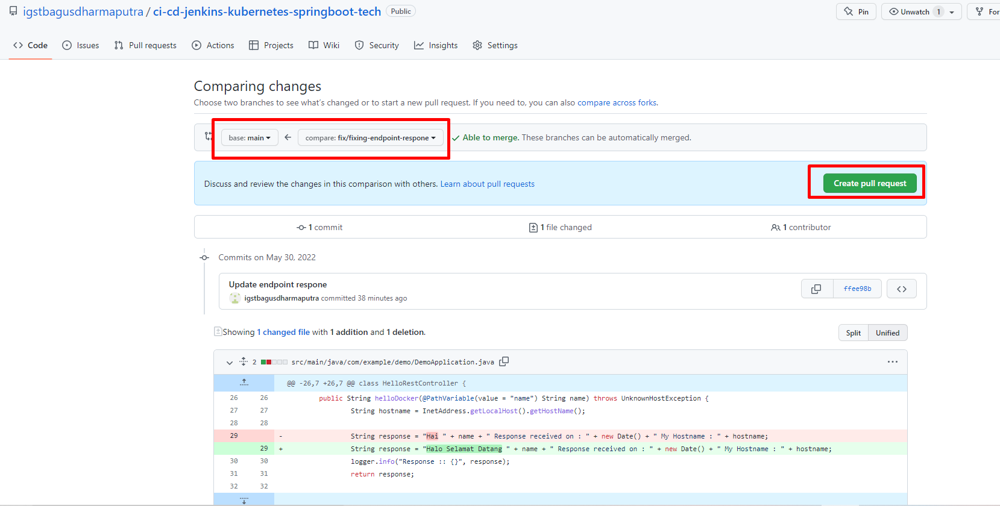 igstbagusdharmaputra / ci-cd-jenkins-kubernetes-springboot-tech Public Pin Unwatch 1
Code Issues Pull requests Actions Projects Wiki Security Insights Settings
Comparing changes
Choose two branches to see what's changed or to start a new pull request. If you need to, you can also compare across forks.
base: main compare: fix/fixing-endpoint-respone Able to merge. These branches can be automatically merged.
Discuss and review the changes in this comparison with others. Learn about pull requests Create pull request
1 commit 1 file changed 1 contributor
Commits on May 30, 2022
Update endpoint respone
igstbagusdharmaputra committed 38 minutes ago ffee98b
Showing 1 changed file with 1 addition and 1 deletion. Split Unified
2 src/main/java/com/example/demo/DemoApplication.java
@@ -26,7 +26,7 @@ class HelloRestController {
26 26 public String helloDocker(@PathVariable(value = "name") String name) throws UnknownHostException {
27 27 String hostname = InetAddress.getLocalHost().getHostName();
28 28
29 - String response = "Hai " + name + " Response received on : " + new Date() + " My Hostname : " + hostname;
29 + String response = "Halo Selamat Datang " + name + " Response received on : " + new Date() + " My Hostname : " + hostname;
30 30 logger.info("Response :: {}", response);
31 31 return response;
32 32